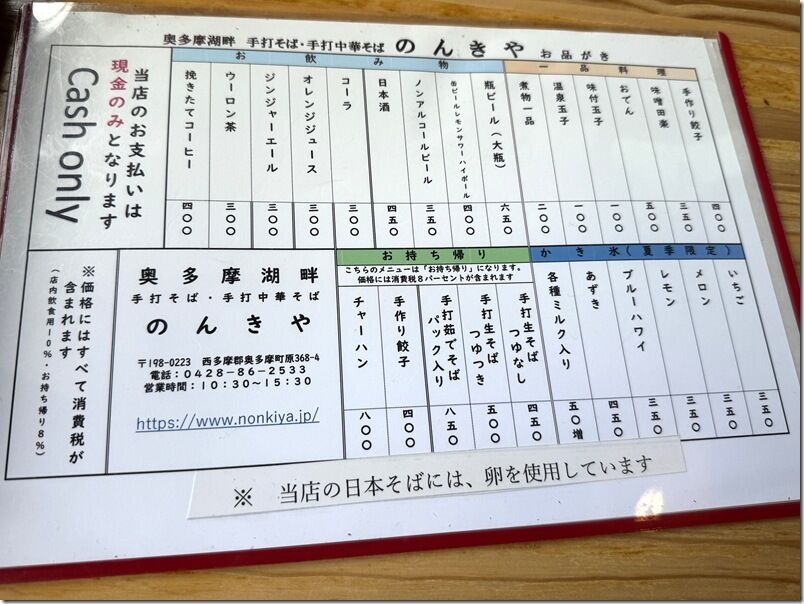 奥多摩湖畔 手打そば・手打中華そば のんきや お品がき
一品料理
手作り餃子 四〇〇
味噌田楽 三五〇
おでん 五〇〇
味付玉子 一〇〇
温泉玉子 一〇〇
煮物一品 二〇〇
お飲み物
瓶ビール(大瓶) 六五〇
缶ビールレモンサワーハイボール 四〇〇
ノンアルコールビール 四五〇
日本酒 四五〇
コーラ 三〇〇
オレンジジュース 三〇〇
ジンジャーエール 三〇〇
ウーロン茶 三〇〇
挽きたてコーヒー 四〇〇
当店のお支払いは
現金のみとなります
Cash only
かき氷(夏季限定)
いちご 三五〇
メロン 三五〇
レモン 三五〇
ブルーハワイ 三五〇
あずき 四五〇
各種ミルク入り 五〇増
お持ち帰り
こちらのメニューは「お持ち帰り」になります。
価格には消費税8パーセントが含まれます
手打生そば
つゆなし 四五〇
手打生そば
つゆつき 五〇〇
手打茹でそば
パック入り 八五〇
手作り餃子 四〇〇
チャーハン 八〇〇
奥多摩湖畔
手打そば・手打中華そば
のんきや
〒198-0223 西多摩郡奥多摩町原368-4
電話:0428-86-2533
営業時間:10:30〜15:30
https://www.nonkiya.jp/
※価格にはすべて消費税が
含まれます
(店内飲食用10%・お持ち帰り8%)
※ 当店の日本そばには、卵を使用しています